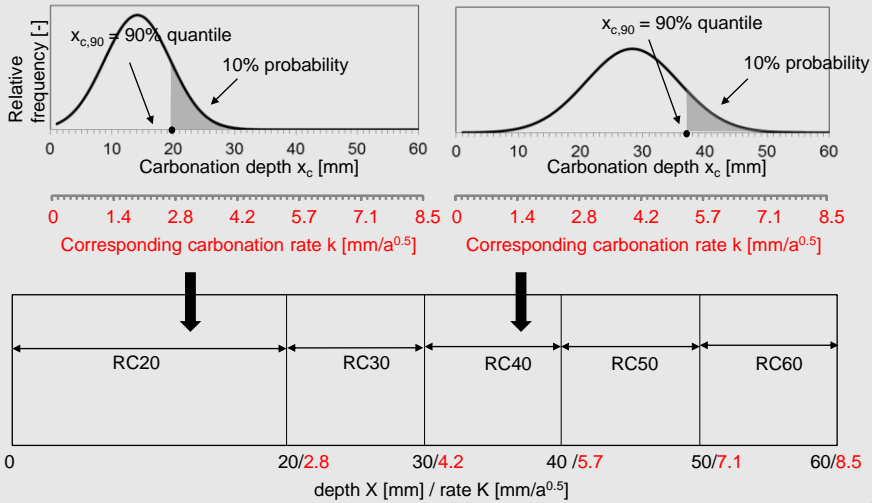 x_c,90 = 90% quantile
10% probability
Relative
frequency [-]
0 10 20 30 40 50 60
Carbonation depth x_c [mm]
0 1.4 2.8 4.2 5.7 7.1 8.5
Corresponding carbonation rate k [mm/a^0.5]
x_c,90 = 90% quantile
10% probability
0 10 20 30 40 50 60
Carbonation depth x_c [mm]
0 1.4 2.8 4.2 5.7 7.1 8.5
Corresponding carbonation rate k [mm/a^0.5]
RC20 RC30 RC40 RC50 RC60
0 20/2.8 30/4.2 40 /5.7 50/7.1 60/8.5
depth X [mm] / rate K [mm/a^0.5]